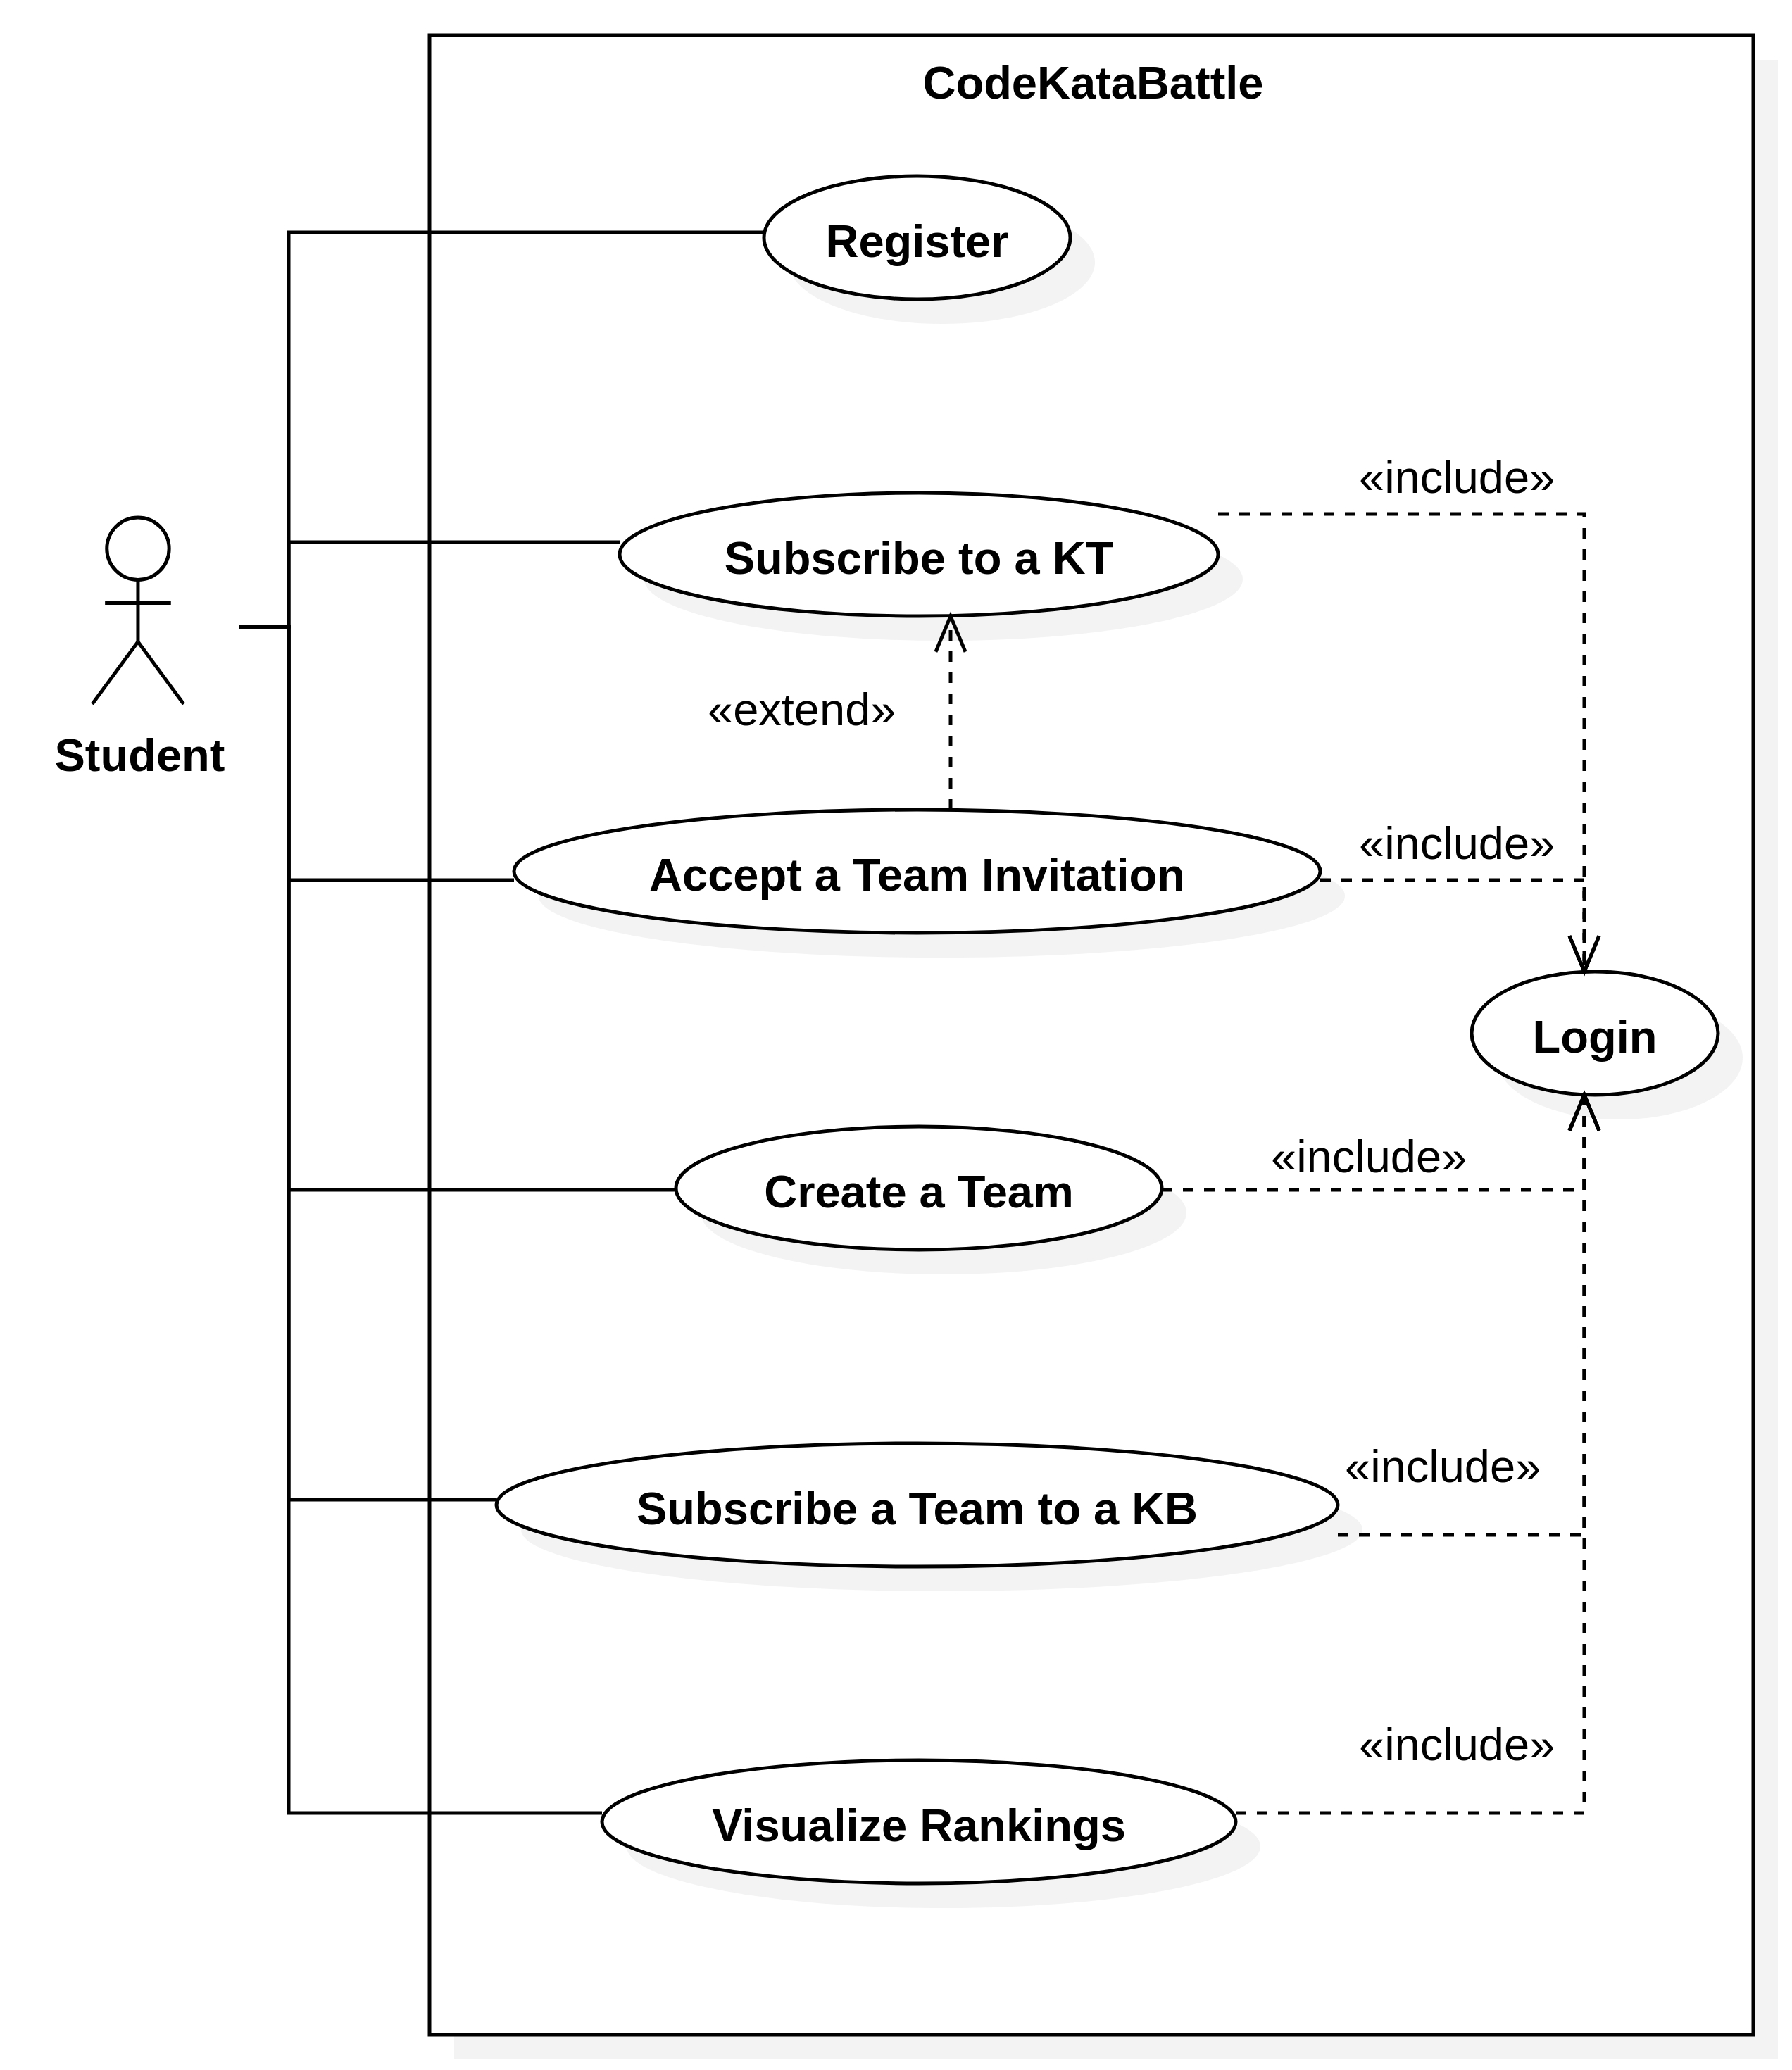 CodeKataBattle
Register
«include»
Subscribe to a KT
«extend»
Student
«include»
Accept a Team Invitation
Login
«include»
Create a Team
«include»
Subscribe a Team to a KB
«include»
Visualize Rankings